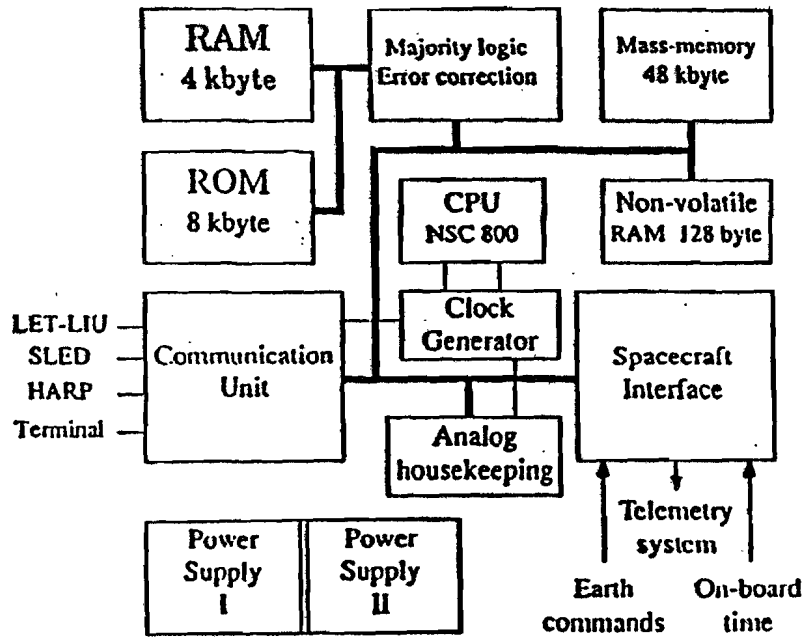 RAM
4 kbyte
Majority logic
Error correction
Mass-memory
48 kbyte
ROM
8 kbyte
CPU
NSC 800
Non-volatile
RAM 128 byte
LET-LIU
SLED
HARP
Terminal
Communication
Unit
Clock
Generator
Spacecraft
Interface
Analog
housekeeping
Power
Supply
I
Power
Supply
II
Telemetry
system
Earth
commands
On-board
time